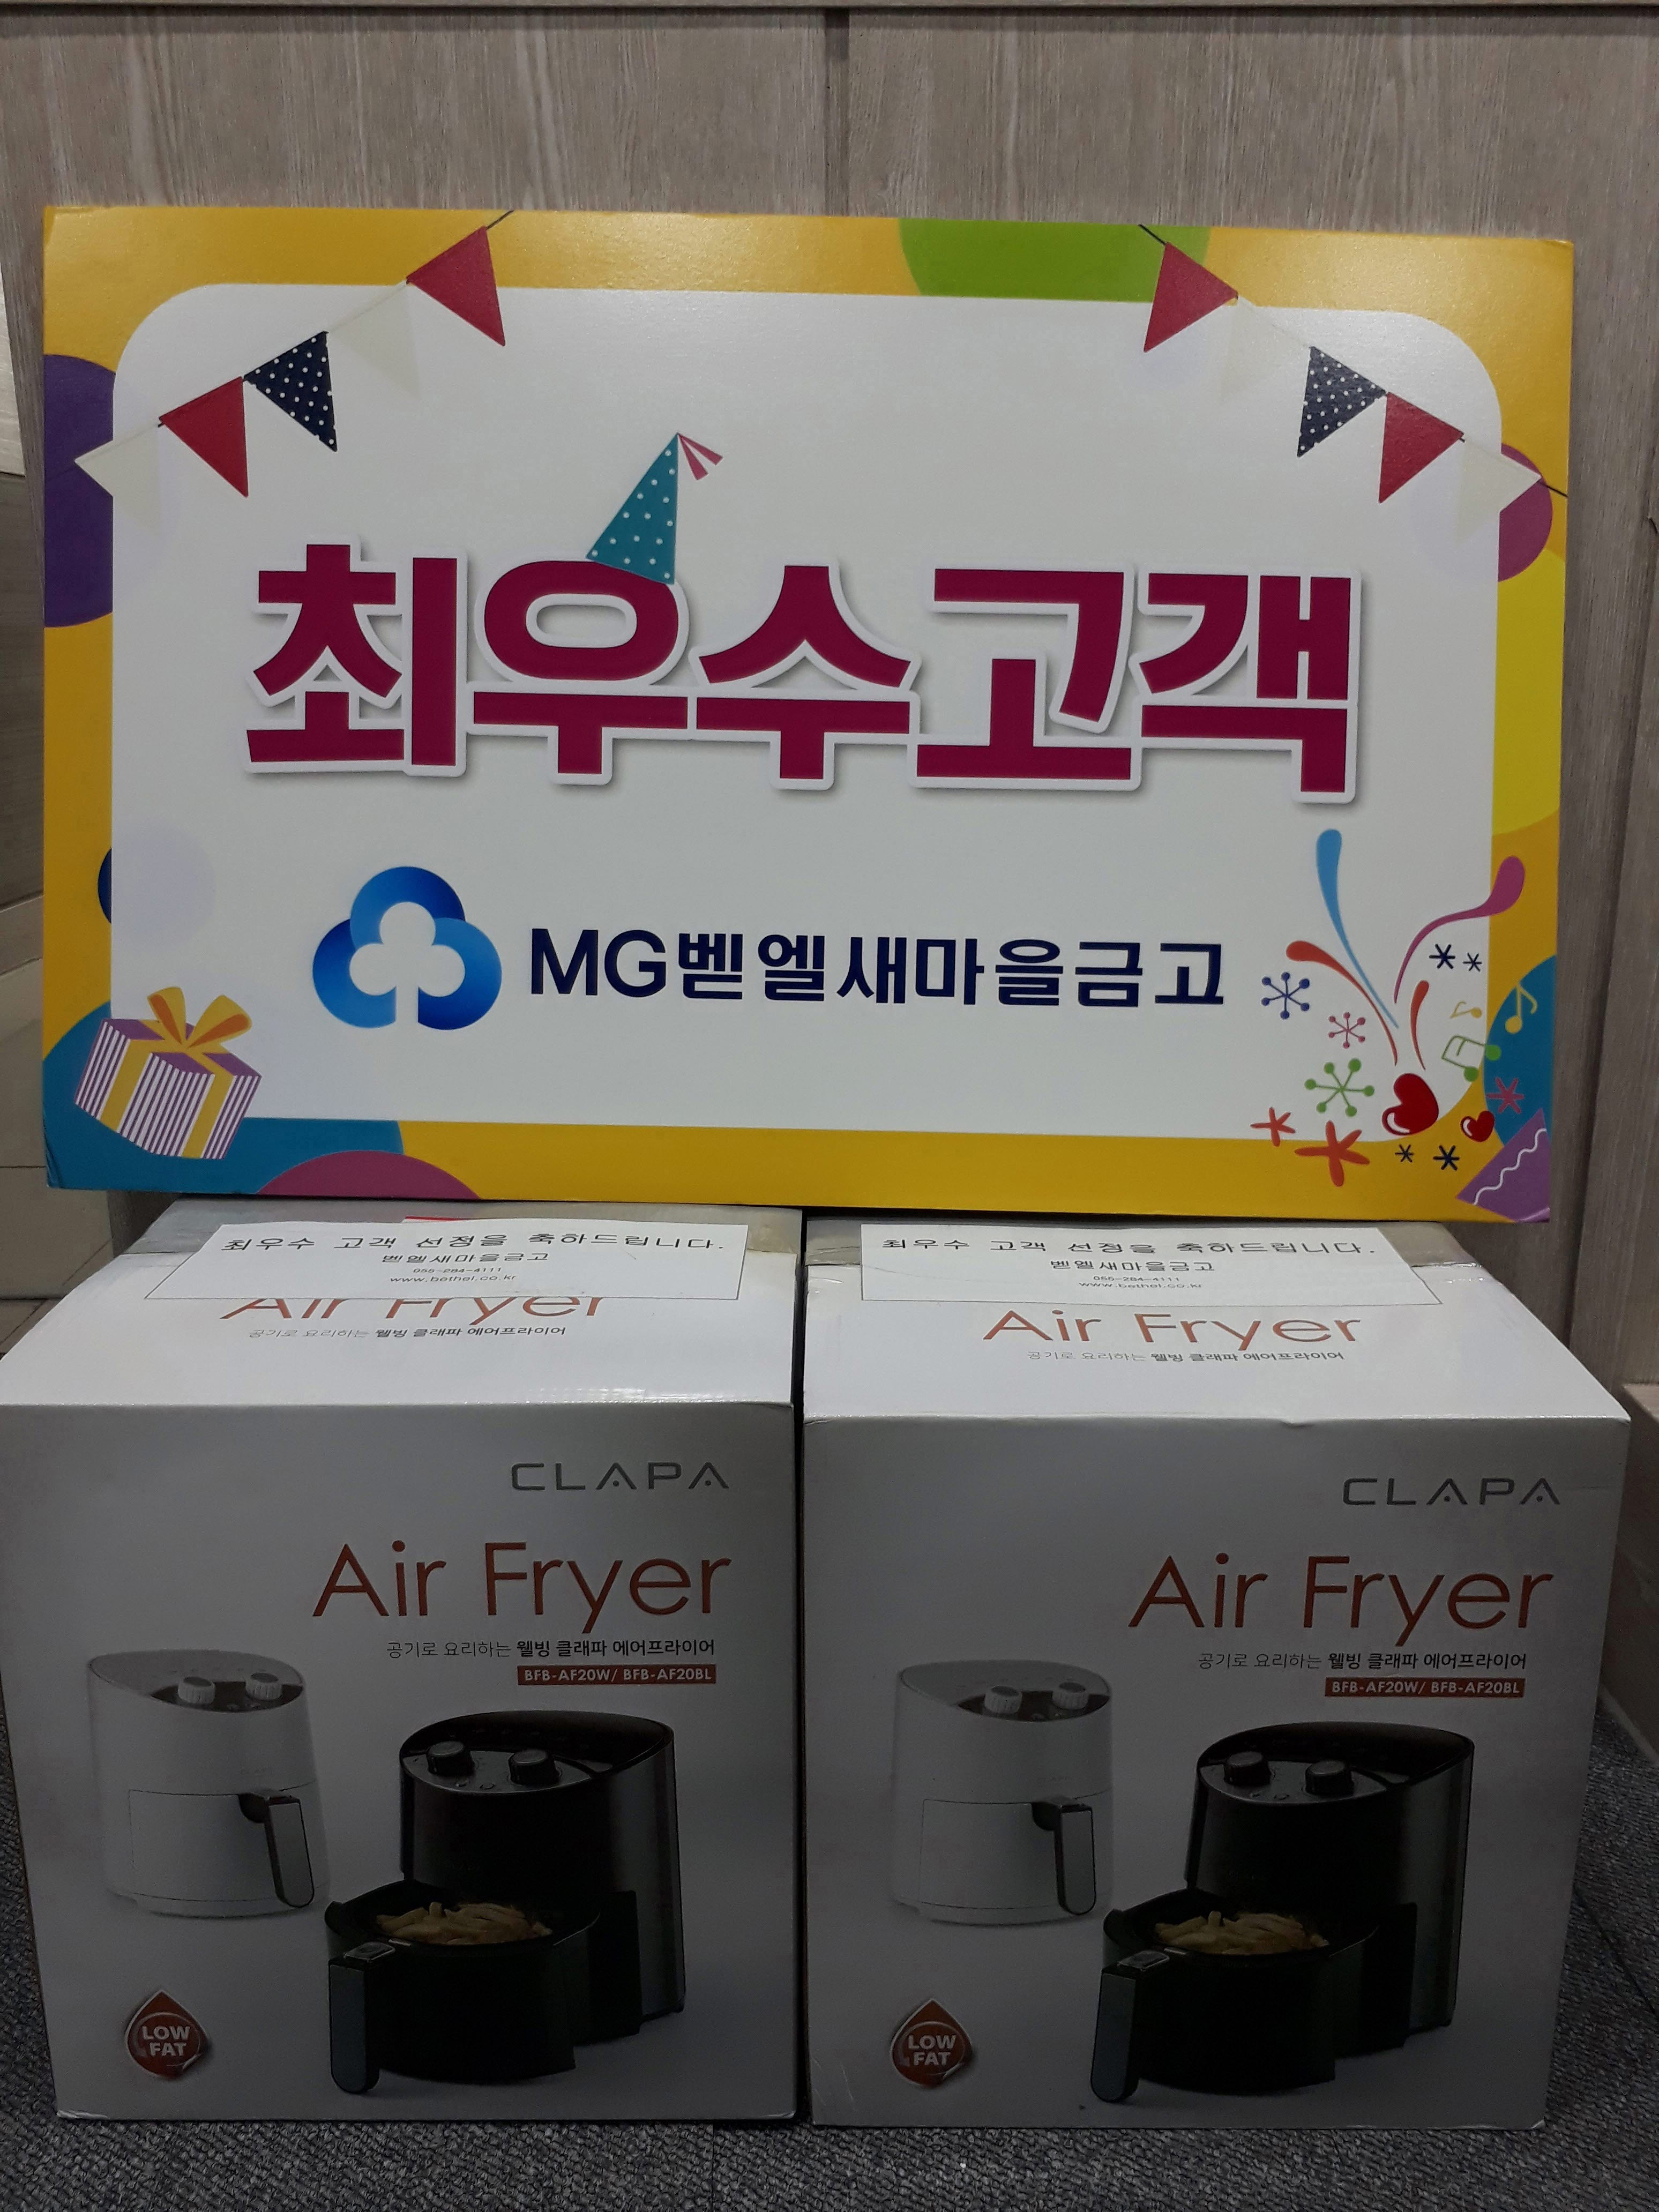 최우수고객
MG벧엘새마을금고
최우수 고객 선정을 축하드립니다.
벧엘새마을금고
055-284-4111
www.bethel.co.kr
Air Fryer
공기로 요리하는 웰빙 클래파 에어프라이어
CLAPA
Air Fryer
공기로 요리하는 웰빙 클래파 에어프라이어
BFB-AF20W/ BFB-AF20BL
LOW
FAT
최우수 고객 선정을 축하드립니다.
벧엘새마을금고
055-284-4111
www.bethel.co.kr
Air Fryer
공기로 요리하는 웰빙 클래파 에어프라이어
CLAPA
Air Fryer
공기로 요리하는 웰빙 클래파 에어프라이어
BFB-AF20W/ BFB-AF20BL
LOW
FAT